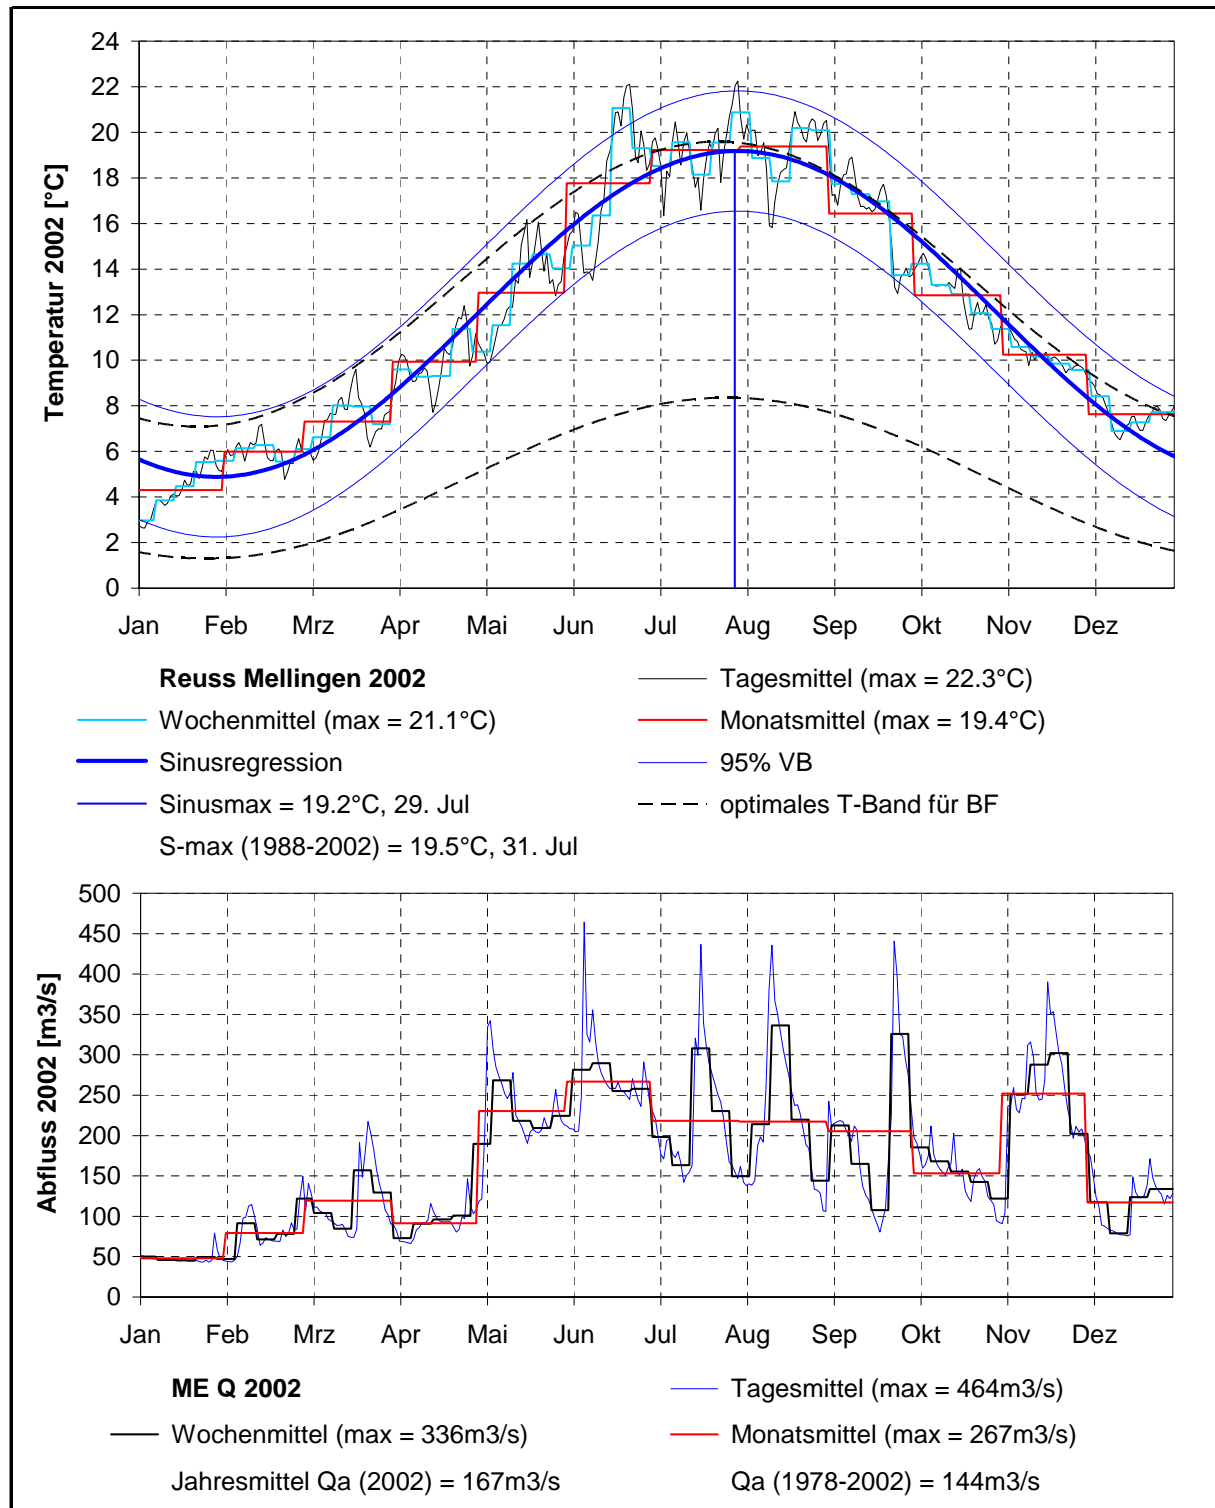 Temperatur 2002 [°C]
24
22
20
18
16
14
12
10
8
6
4
2
0
Jan Feb Mrz Apr Mai Jun Jul Aug Sep Okt Nov Dez
Reuss Mellingen 2002
Tagesmittel (max = 22.3°C)
Wochenmittel (max = 21.1°C)
Monatsmittel (max = 19.4°C)
Sinusregression
95% VB
Sinusmax = 19.2°C, 29. Jul
optimales T-Band für BF
S-max (1988-2002) = 19.5°C, 31. Jul
Abfluss 2002 [m3/s]
500
450
400
350
300
250
200
150
100
50
0
Jan Feb Mrz Apr Mai Jun Jul Aug Sep Okt Nov Dez
ME Q 2002
Tagesmittel (max = 464m3/s)
Wochenmittel (max = 336m3/s)
Monatsmittel (max = 267m3/s)
Jahresmittel Qa (2002) = 167m3/s
Qa (1978-2002) = 144m3/s